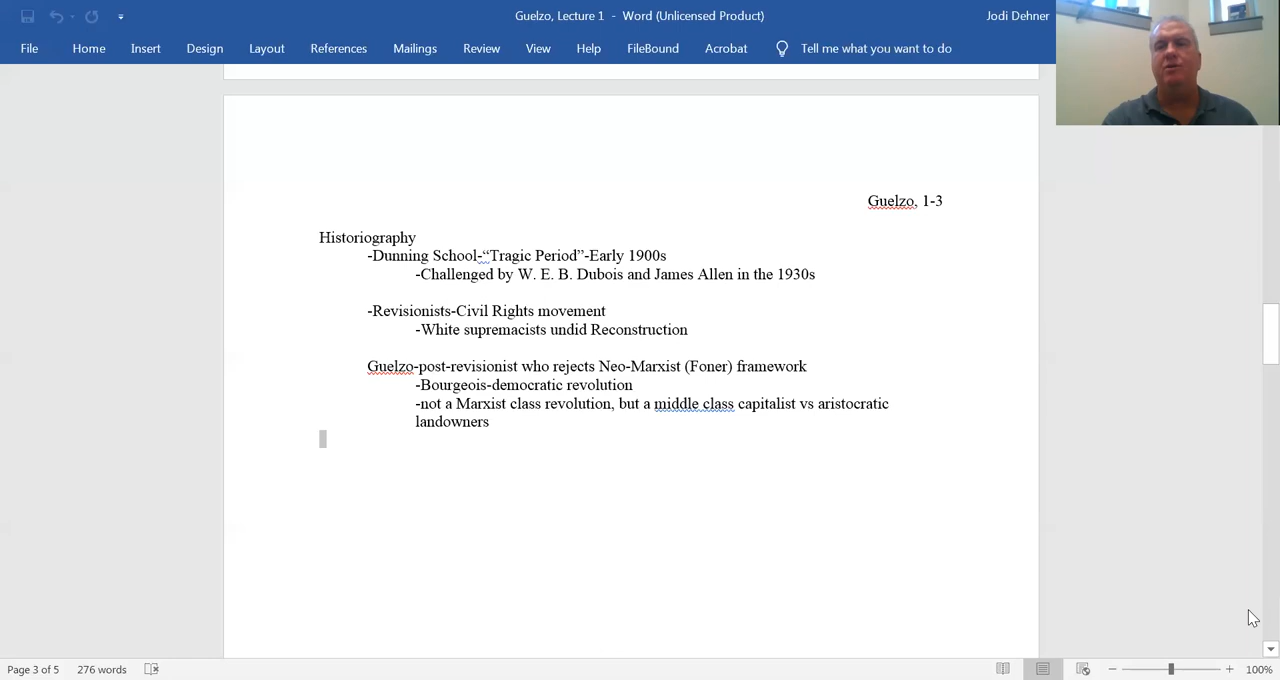 Guelzo, Lecture 1 - Word (Unlicensed Product)
Jodi Dehner
File Home Insert Design Layout References Mailings Review View Help FileBound Acrobat Tell me what you want to do
Guelzo, 1-3
Historiography
-Dunning School-“Tragic Period”-Early 1900s
-Challenged by W. E. B. Dubois and James Allen in the 1930s
-Revisionists-Civil Rights movement
-White supremacists undid Reconstruction
Guelzo-post-revisionist who rejects Neo-Marxist (Foner) framework
-Bourgeois-democratic revolution
-not a Marxist class revolution, but a middle class capitalist vs aristocratic
landowners
Page 3 of 5 276 words 100%